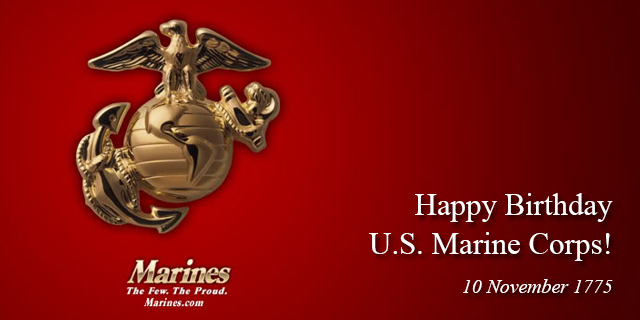 Happy Birthday
U.S. Marine Corps!
10 November 1775
Marines
The Few. The Proud.
Marines.com